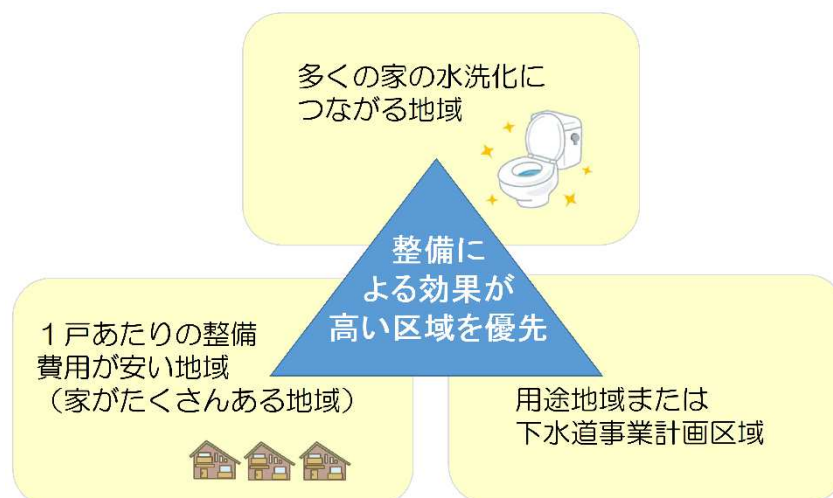 多くの家の水洗化に
つながる地域
整備に
よる効果が
高い区域を優先
１戸あたりの整備
費用が安い地域
（家がたくさんある地域）
用途地域または
下水道事業計画区域